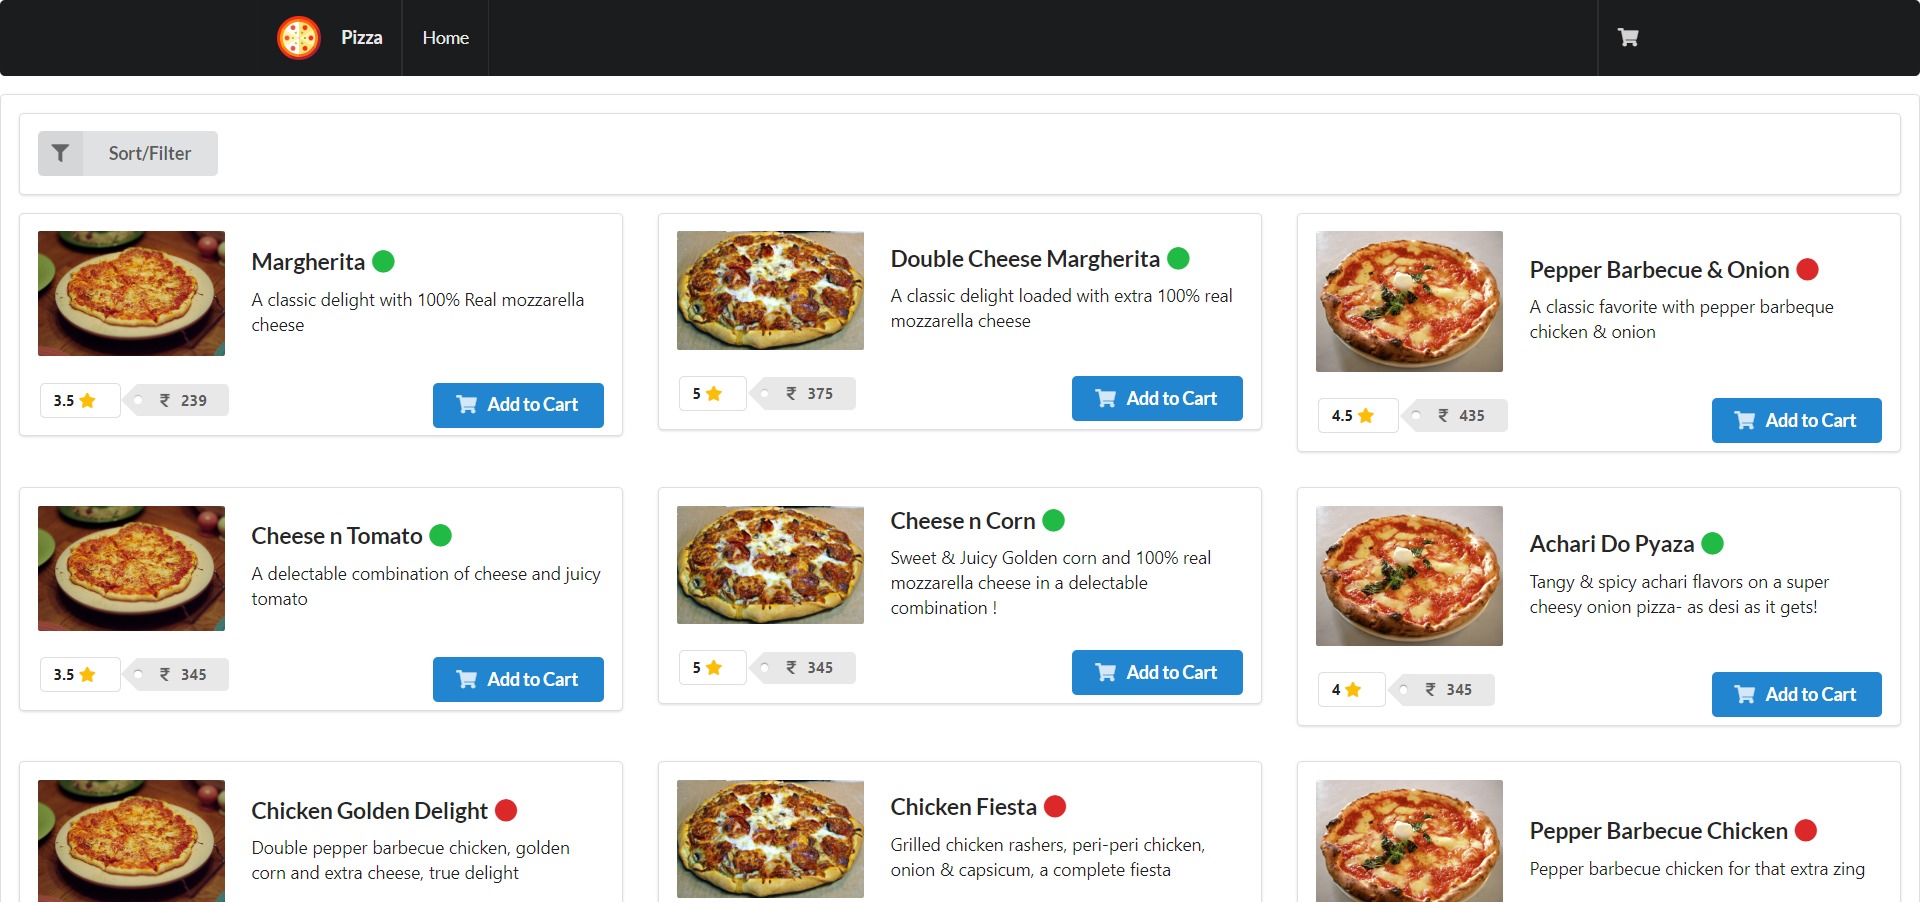 Pizza
Home
Sort/Filter
Margherita
A classic delight with 100% Real mozzarella
cheese
3.5
₹ 239
Add to Cart
Double Cheese Margherita
A classic delight loaded with extra 100% real
mozzarella cheese
5
₹ 375
Add to Cart
Pepper Barbecue & Onion
A classic favorite with pepper barbeque
chicken & onion
4.5
₹ 435
Add to Cart
Cheese n Tomato
A delectable combination of cheese and juicy
tomato
3.5
₹ 345
Add to Cart
Cheese n Corn
Sweet & Juicy Golden corn and 100% real
mozzarella cheese in a delectable
combination !
5
₹ 345
Add to Cart
Achari Do Pyaza
Tangy & spicy achari flavors on a super
cheesy onion pizza- as desi as it gets!
4
₹ 345
Add to Cart
Chicken Golden Delight
Double pepper barbecue chicken, golden
corn and extra cheese, true delight
Chicken Fiesta
Grilled chicken rashers, peri-peri chicken,
onion & capsicum, a complete fiesta
Pepper Barbecue Chicken
Pepper barbecue chicken for that extra zing